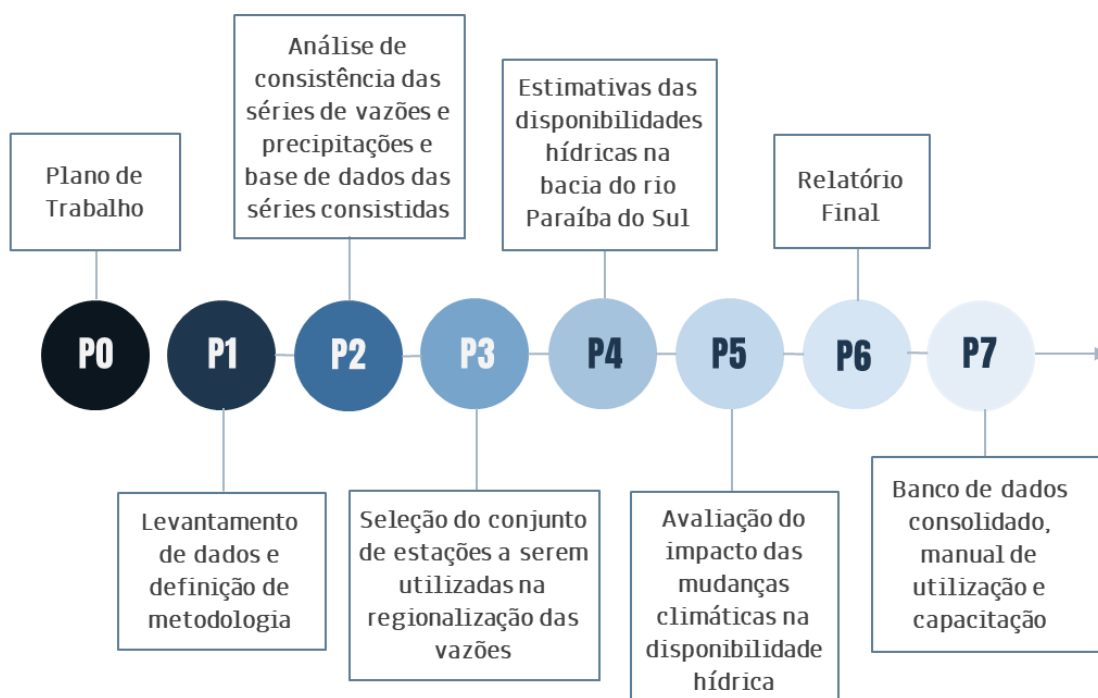 Plano de
Trabalho
Análise de
consistência das
séries de vazões e
precipitações e
base de dados das
séries consistidas
Estimativas das
disponibilidades
hídricas na
bacia do rio
Paraíba do Sul
Relatório
Final
P0
P1
P2
P3
P4
P5
P6
P7
Levantamento
de dados e
definição de
metodologia
Seleção do conjunto
de estações a serem
utilizadas na
regionalização das
vazões
Avaliação do
impacto das
mudanças
climáticas na
disponibilidade
hídrica
Banco de dados
consolidado,
manual de
utilização e
capacitação